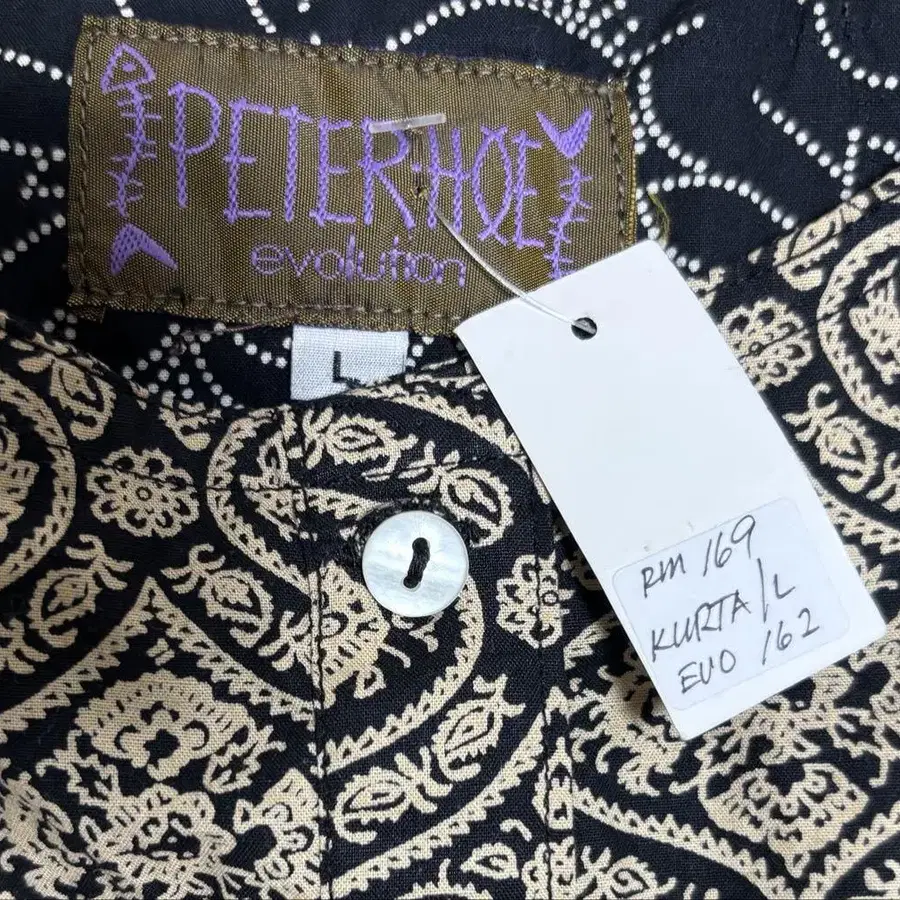 PETER HOE
evolution
L
RM 169
KURTA/L
EVO 162